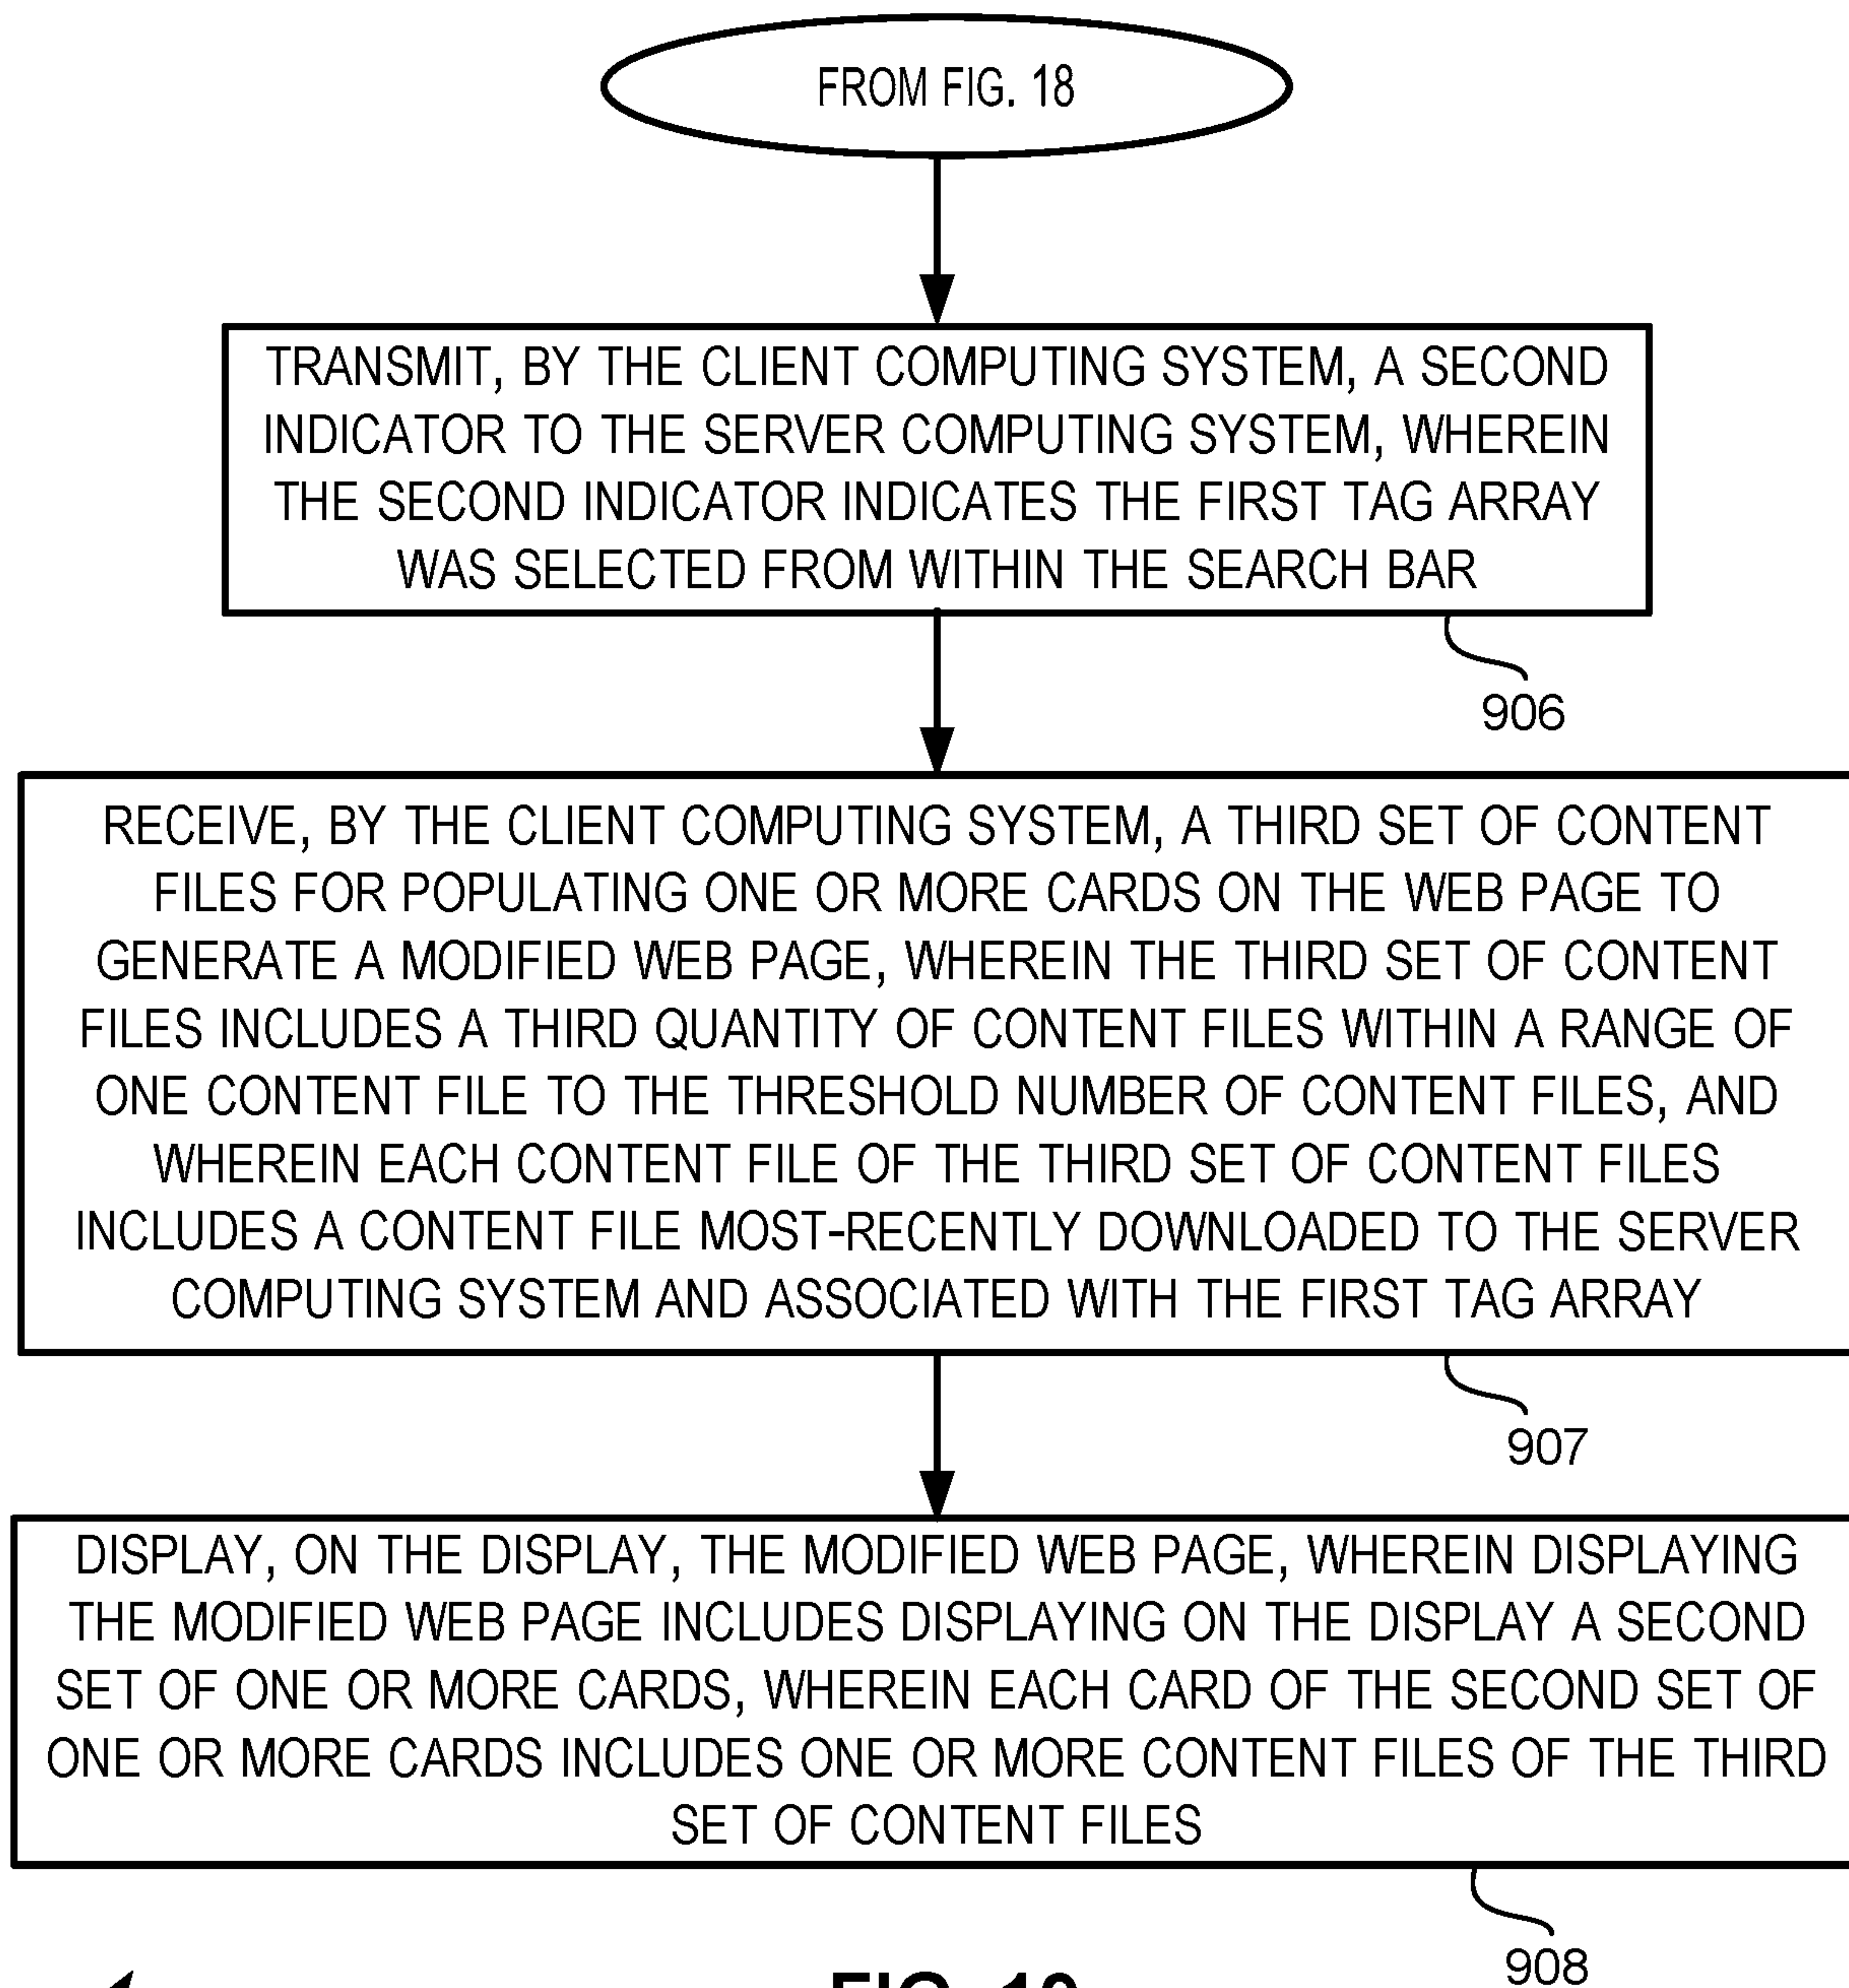 FROM FIG. 18
TRANSMIT, BY THE CLIENT COMPUTING SYSTEM, A SECOND
INDICATOR TO THE SERVER COMPUTING SYSTEM, WHEREIN
THE SECOND INDICATOR INDICATES THE FIRST TAG ARRAY
WAS SELECTED FROM WITHIN THE SEARCH BAR
906
RECEIVE, BY THE CLIENT COMPUTING SYSTEM, A THIRD SET OF CONTENT
FILES FOR POPULATING ONE OR MORE CARDS ON THE WEB PAGE TO
GENERATE A MODIFIED WEB PAGE, WHEREIN THE THIRD SET OF CONTENT
FILES INCLUDES A THIRD QUANTITY OF CONTENT FILES WITHIN A RANGE OF
ONE CONTENT FILE TO THE THRESHOLD NUMBER OF CONTENT FILES, AND
WHEREIN EACH CONTENT FILE OF THE THIRD SET OF CONTENT FILES
INCLUDES A CONTENT FILE MOST-RECENTLY DOWNLOADED TO THE SERVER
COMPUTING SYSTEM AND ASSOCIATED WITH THE FIRST TAG ARRAY
907
DISPLAY, ON THE DISPLAY, THE MODIFIED WEB PAGE, WHEREIN DISPLAYING
THE MODIFIED WEB PAGE INCLUDES DISPLAYING ON THE DISPLAY A SECOND
SET OF ONE OR MORE CARDS, WHEREIN EACH CARD OF THE SECOND SET OF
ONE OR MORE CARDS INCLUDES ONE OR MORE CONTENT FILES OF THE THIRD
SET OF CONTENT FILES
908
FIG. 19